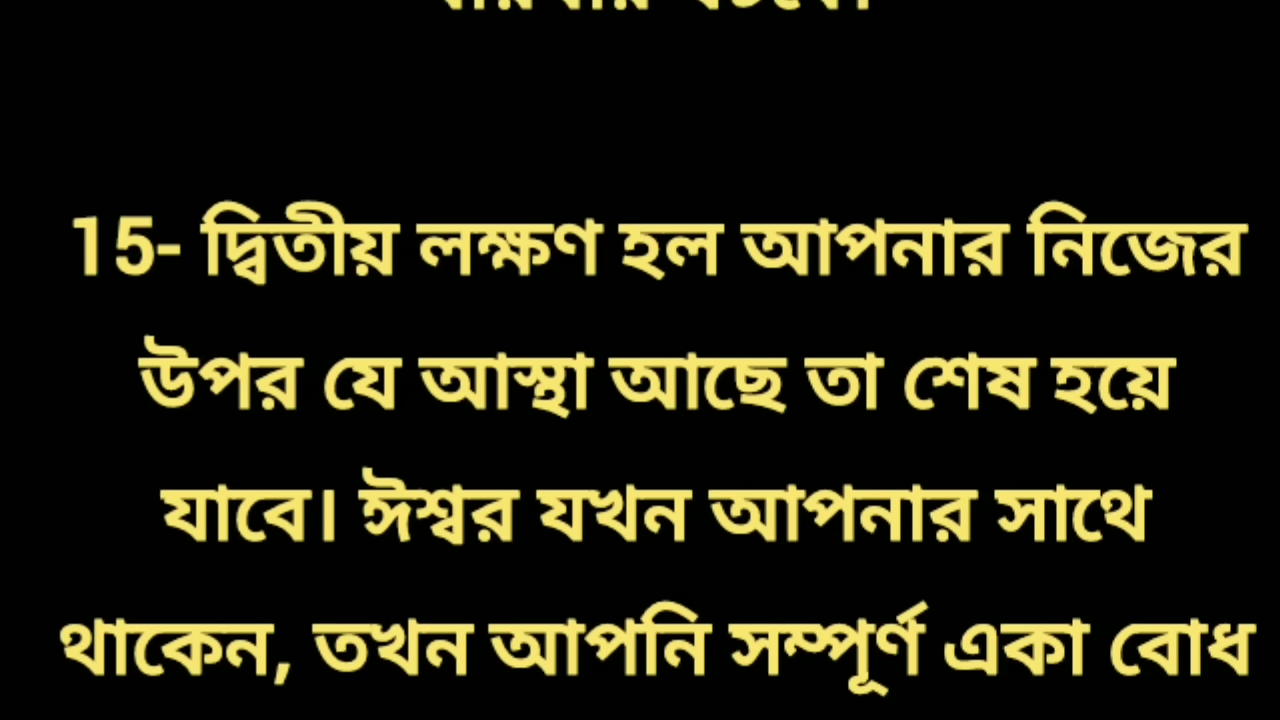 15- দ্বিতীয় লক্ষণ হল আপনার নিজের
উপর যে আস্থা আছে তা শেষ হয়ে
যাবে। ঈশ্বর যখন আপনার সাথে
থাকেন, তখন আপনি সম্পূর্ণ একা বোধ